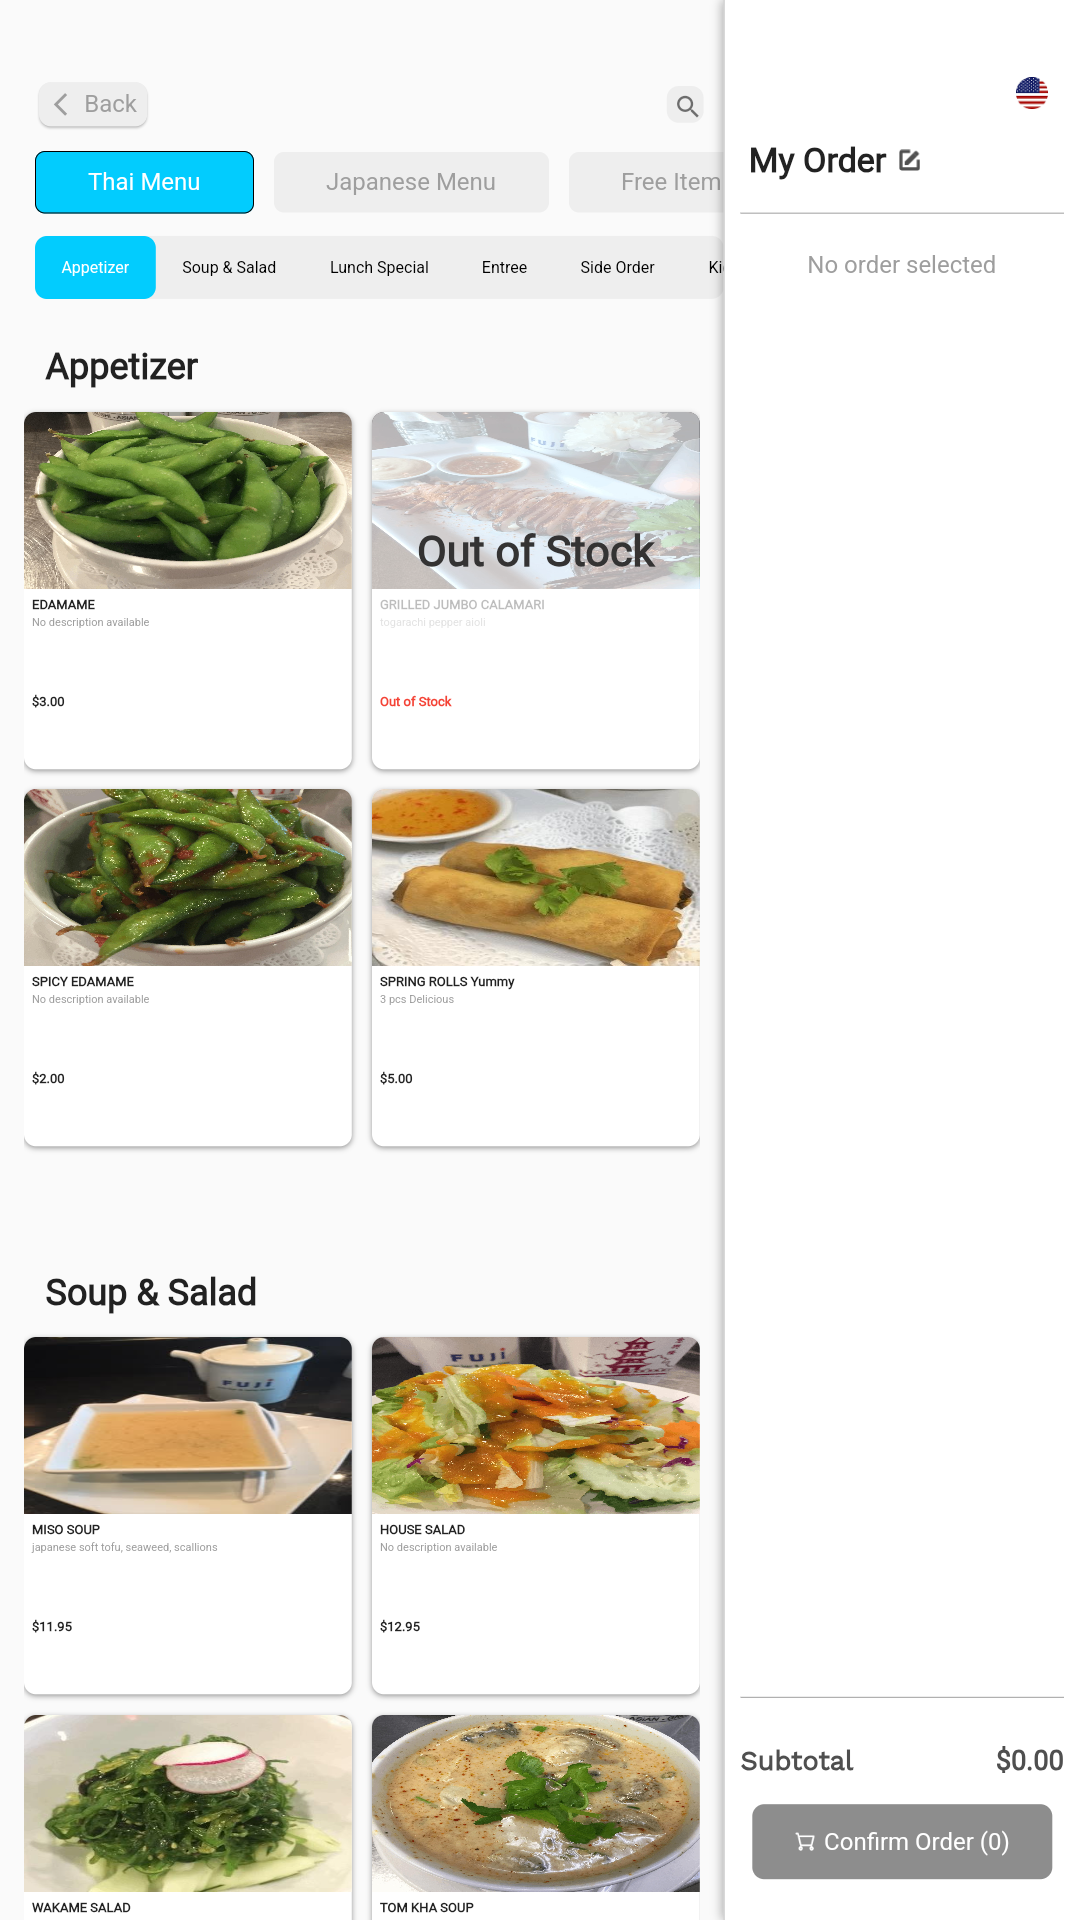 Back
Thai Menu
Japanese Menu
Free Item
Appetizer
Soup & Salad
Lunch Special
Entree
Side Order
Appetizer
FUJI
Out of Stock
EDAMAME
No description available
$3.00
GRILLED JUMBO CALAMARI
togarachi pepper aioli
Out of Stock
SPICY EDAMAME
No description available
$2.00
SPRING ROLLS Yummy
3 pcs Delicious
$5.00
Soup & Salad
FUJI
FUJI
MISO SOUP
japanese soft tofu, seaweed, scallions
$11.95
HOUSE SALAD
No description available
$12.95
WAKAME SALAD
TOM KHA SOUP
My Order
No order selected
Subtotal
$0.00
Confirm Order (0)